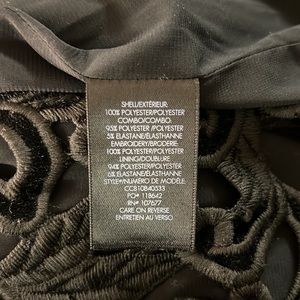 SHELL/EXTÉRIEUR:
100% POLYESTER/POLYESTER
COMBO/COMBO:
95% POLYESTER/POLYESTER
5% ELASTANE/ÉLASTHANNE
EMBROIDERY/BRODERIE:
100% POLYESTER/POLYESTER
LINING/DOUBLURE:
94% POLYESTER/POLYESTER
6% ELASTANE/ÉLASTHANNE
STYLE#/NUMÉRO DE MODÈLE:
CC810B40533
PO# 118642
RN# 107677
CARE ON REVERSE
ENTRETIEN AU VERSO